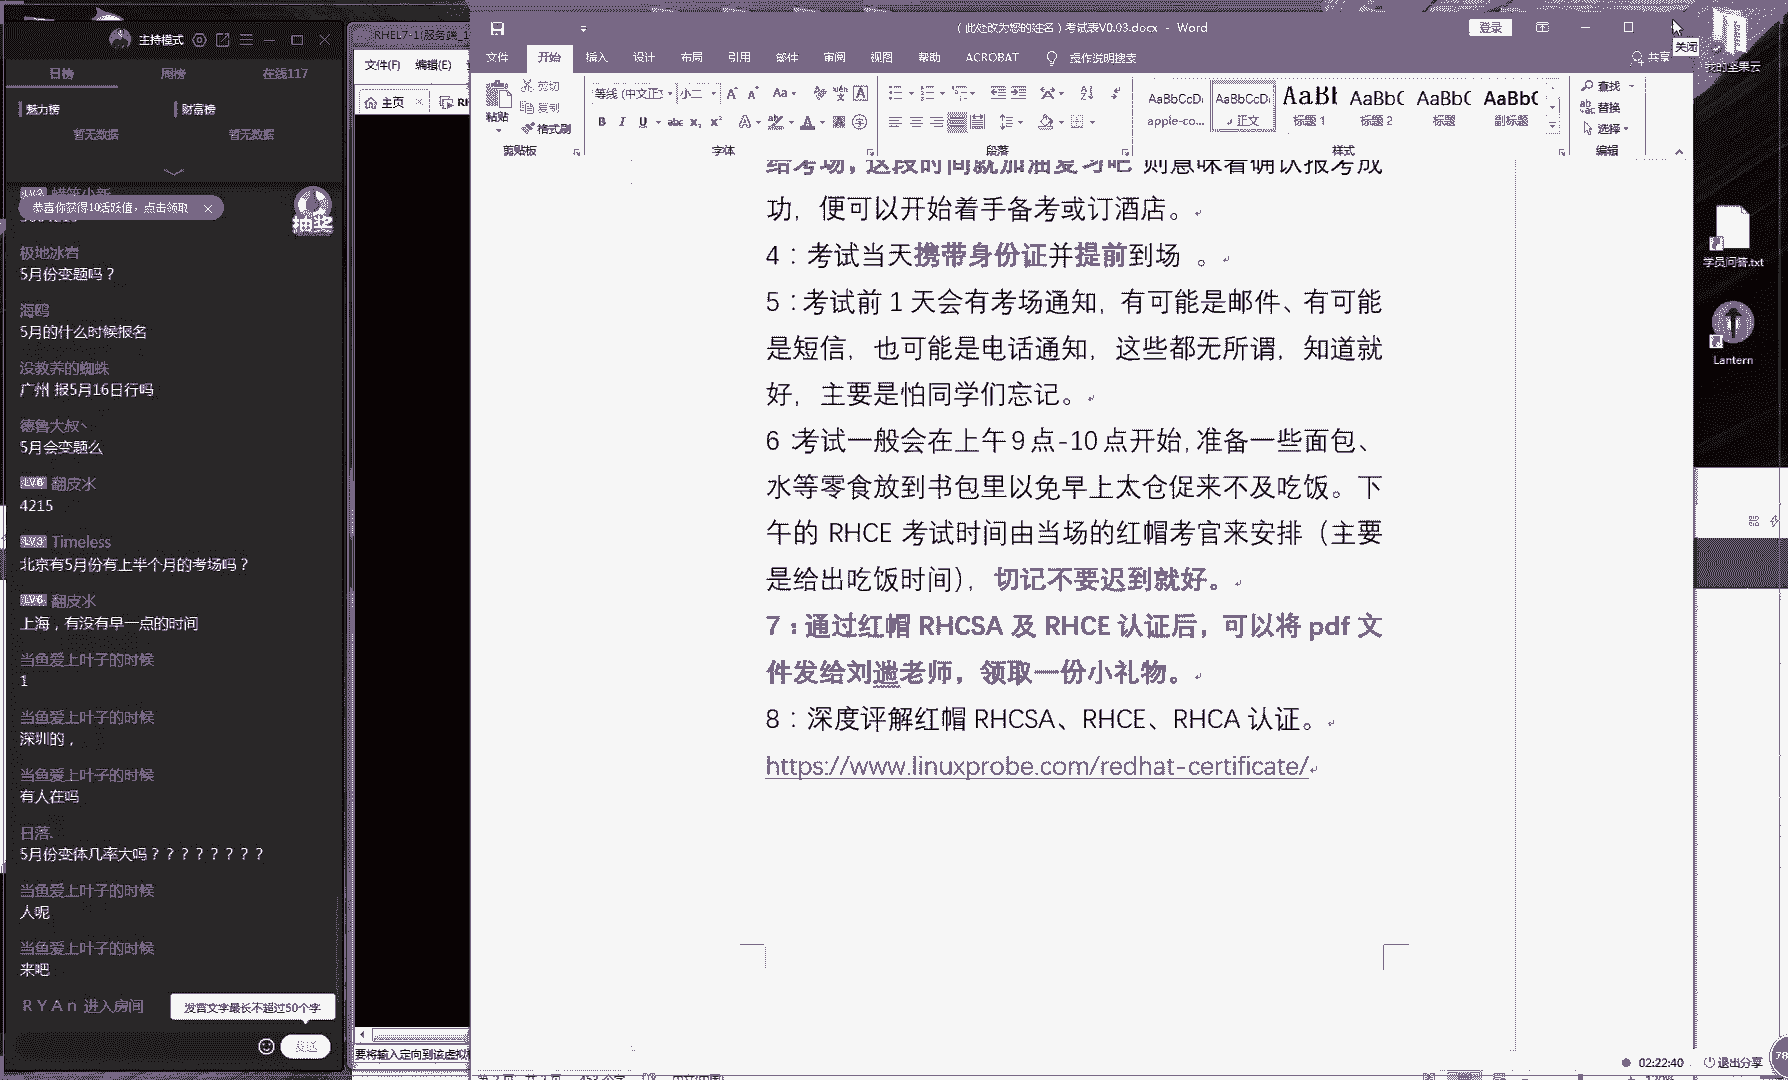 主持模式
日榜
周榜
在线117
魅力榜
财富榜
暂无数据
暂无数据
恭喜你获得10活跃值，点击领取
抽奖
极地冰岩
5月份变题吗？
海鸥
5月的什么时候报名
没教养的蜘蛛
广州 报5月16日行吗
德鲁大叔丶
5月会变题么
LV6 翻皮水
4215
LV3 Timeless
北京有5月份有上半个月的考场吗？
LV6 翻皮水
上海，有没有早一点的时间
当鱼爱上叶子的时候
1
当鱼爱上叶子的时候
深圳的，
当鱼爱上叶子的时候
有人在吗
日落.
5月份变体几率大吗？？？？？？？？
当鱼爱上叶子的时候
人呢
当鱼爱上叶子的时候
来吧
R Y A n 进入房间
发言文字最长不超过50个字
发送
RHEL7-1(服务端_1
文件(F)
编辑(E)
主页
RH
要将输入定向到该虚拟
（此处改为您的姓名）考试表V0.03.docx - Word
登录
关闭
文件
开始
插入
设计
布局
引用
邮件
审阅
视图
帮助
ACROBAT
操作说明搜索
共享
粘贴
剪切
复制
格式刷
剪贴板
等线 (中文正
小二
字体
段落
AaBbCcDı
apple-co...
AaBbCcDı
正文
AaBl
标题 1
AaBbC
标题 2
AaBbC
标题
AaBbC
副标题
样式
查找
替换
选择
编辑
给考场，这段时间就加油复习吧 则意味着确认报考成
功，便可以开始着手备考或订酒店。
4：考试当天携带身份证并提前到场 。
5：考试前 1 天会有考场通知，有可能是邮件、有可能
是短信，也可能是电话通知，这些都无所谓，知道就
好，主要是怕同学们忘记。
6 考试一般会在上午 9 点-10 点开始,准备一些面包、
水等零食放到书包里以免早上太仓促来不及吃饭。下
午的 RHCE 考试时间由当场的红帽考官来安排（主要
是给出吃饭时间），切记不要迟到就好。
7：通过红帽 RHCSA 及 RHCE 认证后，可以将 pdf 文
件发给刘遄老师，领取一份小礼物。
8：深度评解红帽 RHCSA、RHCE、RHCA 认证。
https://www.linuxprobe.com/redhat-certificate/
我的坚果云
学员问答.txt
Lantern
02:22:40
退出分享
78